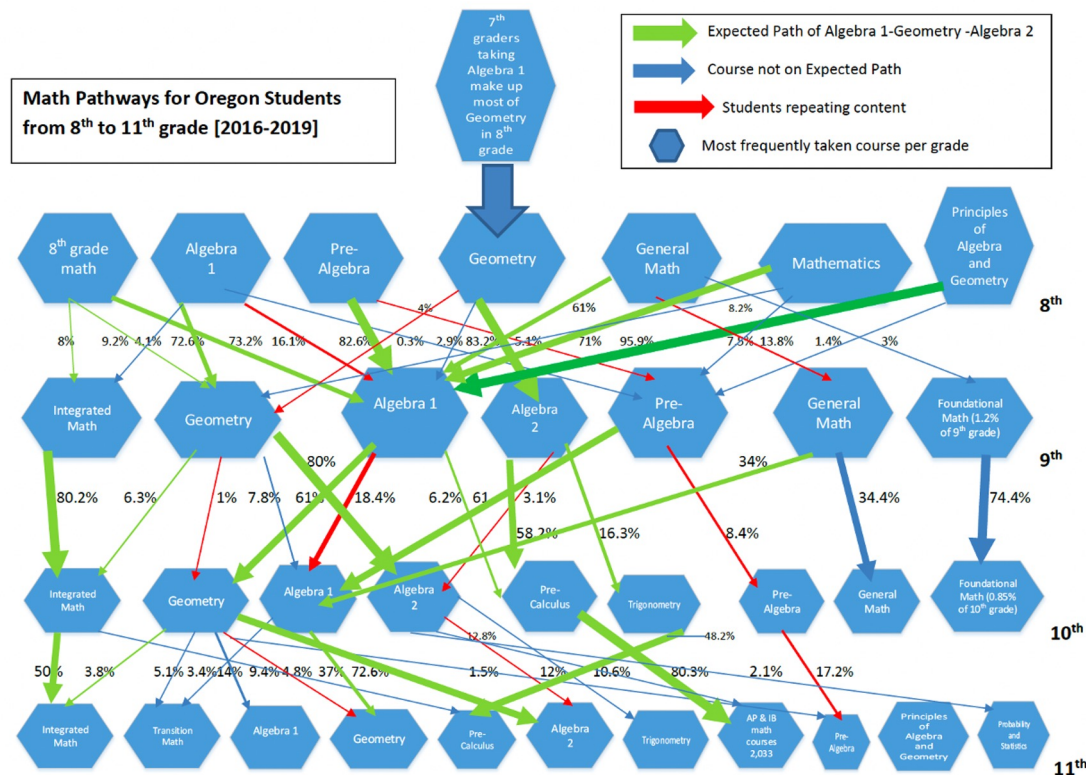 7th
graders
taking
Algebra 1
make up
most of
Geometry
in 8th
grade
Expected Path of Algebra 1-Geometry -Algebra 2
Course not on Expected Path
Students repeating content
Most frequently taken course per grade
Math Pathways for Oregon Students
from 8th to 11th grade [2016-2019]
8th grade
math
Algebra
1
Pre-
Algebra
Geometry
General
Math
Mathematics
Principles
of
Algebra
and
Geometry
8th
4% 61% 8.2%
8% 9.2% 4.1% 72.6% 73.2% 16.1% 82.6% 0.3% 2.9% 83.2% 5.1% 71% 95.9% 7.5% 13.8% 1.4% 3%
Integrated
Math
Geometry
Algebra 1
Algebra
2
Pre-
Algebra
General
Math
Foundational
Math (1.2%
of 9th grade)
9th
80% 34%
80.2% 6.3% 1% 7.8% 61% 18.4% 6.2% 61 3.1% 34.4% 74.4%
58.2% 16.3% 8.4%
Integrated
Math
Geometry
Algebra 1
Algebra
2
Pre-
Calculus
Trigonometry
Pre-
Algebra
General
Math
Foundational
Math (0.85%
of 10th grade)
10th
12.8% 48.2%
50% 3.8% 5.1% 3.4% 14% 9.4% 4.8% 37% 72.6% 1.5% 12% 10.6% 80.3% 2.1% 17.2%
Integrated
Math
Transition
Math
Algebra 1
Geometry
Pre-
Calculus
Algebra
2
Trigonometry
AP & IB
math
courses
2,033
Pre-
Algebra
Principles
of
Algebra
and
Geometry
Probability
and
Statistics
11th